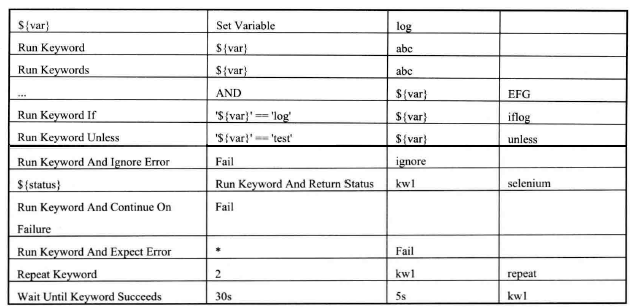 ${var} Set Variable log
Run Keyword ${var} abc
Run Keywords ${var} abc
... AND ${var} EFG
Run Keyword If '${var}' == 'log' ${var} iflog
Run Keyword Unless '${var}' == 'test' ${var} unless
Run Keyword And Ignore Error Fail ignore
${status} Run Keyword And Return Status kw1 selenium
Run Keyword And Continue On Fail
Failure
Run Keyword And Expect Error * Fail
Repeat Keyword 2 kw1 repeat
Wait Until Keyword Succeeds 30s 5s kw1